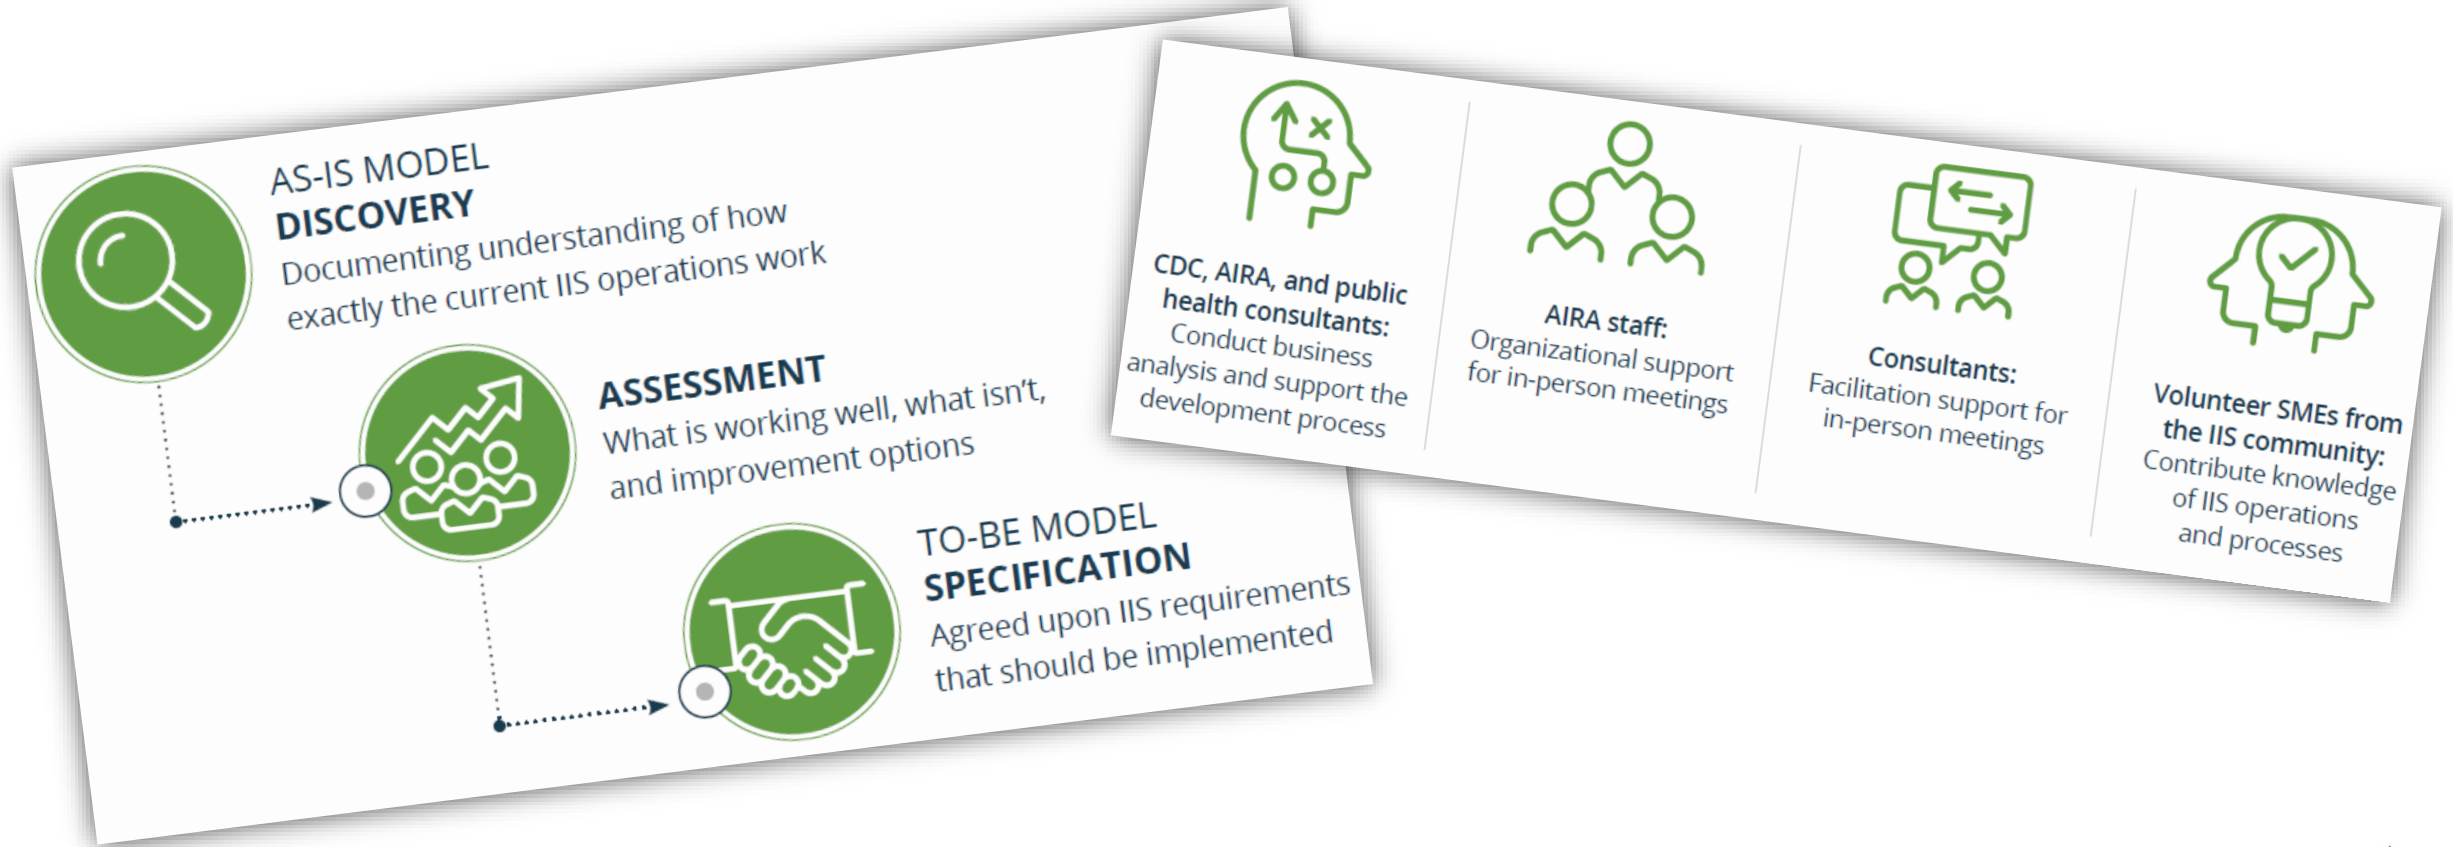 AS-IS MODEL
DISCOVERY
Documenting understanding of how
exactly the current IIS operations work
ASSESSMENT
What is working well, what isn't,
and improvement options
TO-BE MODEL
SPECIFICATION
Agreed upon IIS requirements
that should be implemented
CDC, AIRA, and public
health consultants:
Conduct business
analysis and support the
development process
AIRA staff:
Organizational support
for in-person meetings
Consultants:
Facilitation support for
in-person meetings
Volunteer SMEs from
the IIS community:
Contribute knowledge
of IIS operations
and processes